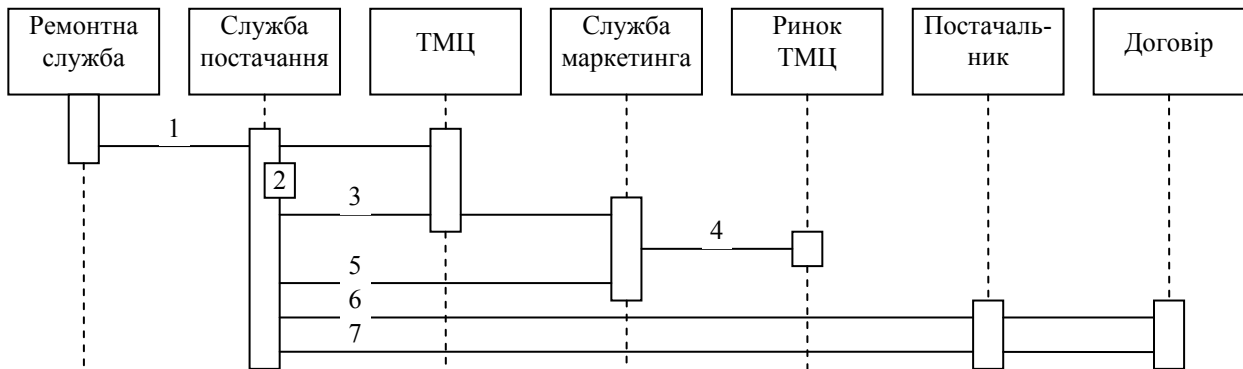 Ремонтна
служба
Служба
постачання
ТМЦ
Служба
маркетинга
Ринок
ТМЦ
Постачаль-
ник
Договір
1
2
3
4
5
6
7